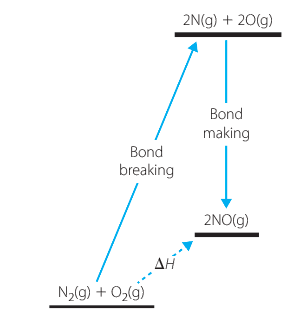 2N(g) + 2O(g)
Bond
making
Bond
breaking
2NO(g)
ΔH
N₂(g) + O₂(g)